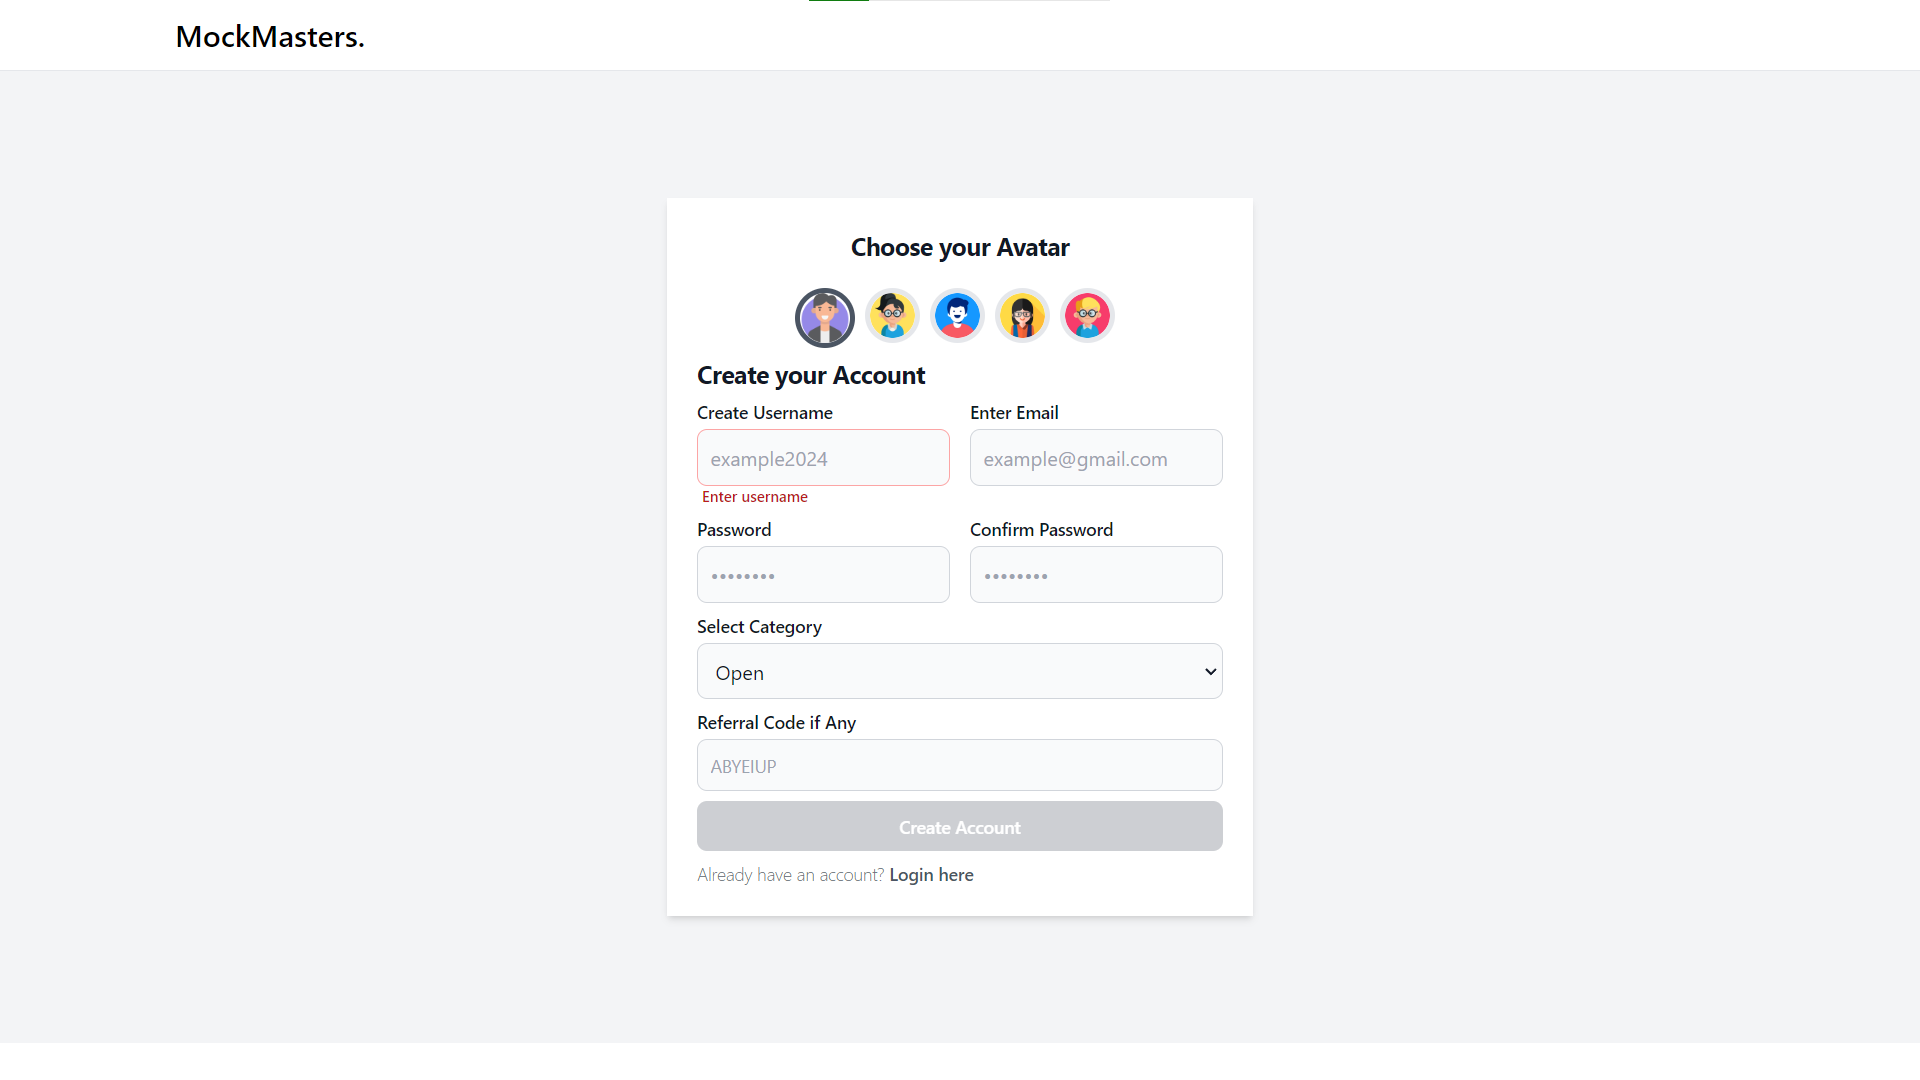 MockMasters.
Choose your Avatar
Create your Account
Create Username
Enter Email
example2024
example@gmail.com
Enter username
Password
Confirm Password
••••••••
••••••••
Select Category
Open
Referral Code if Any
ABYEIUP
Create Account
Already have an account? Login here